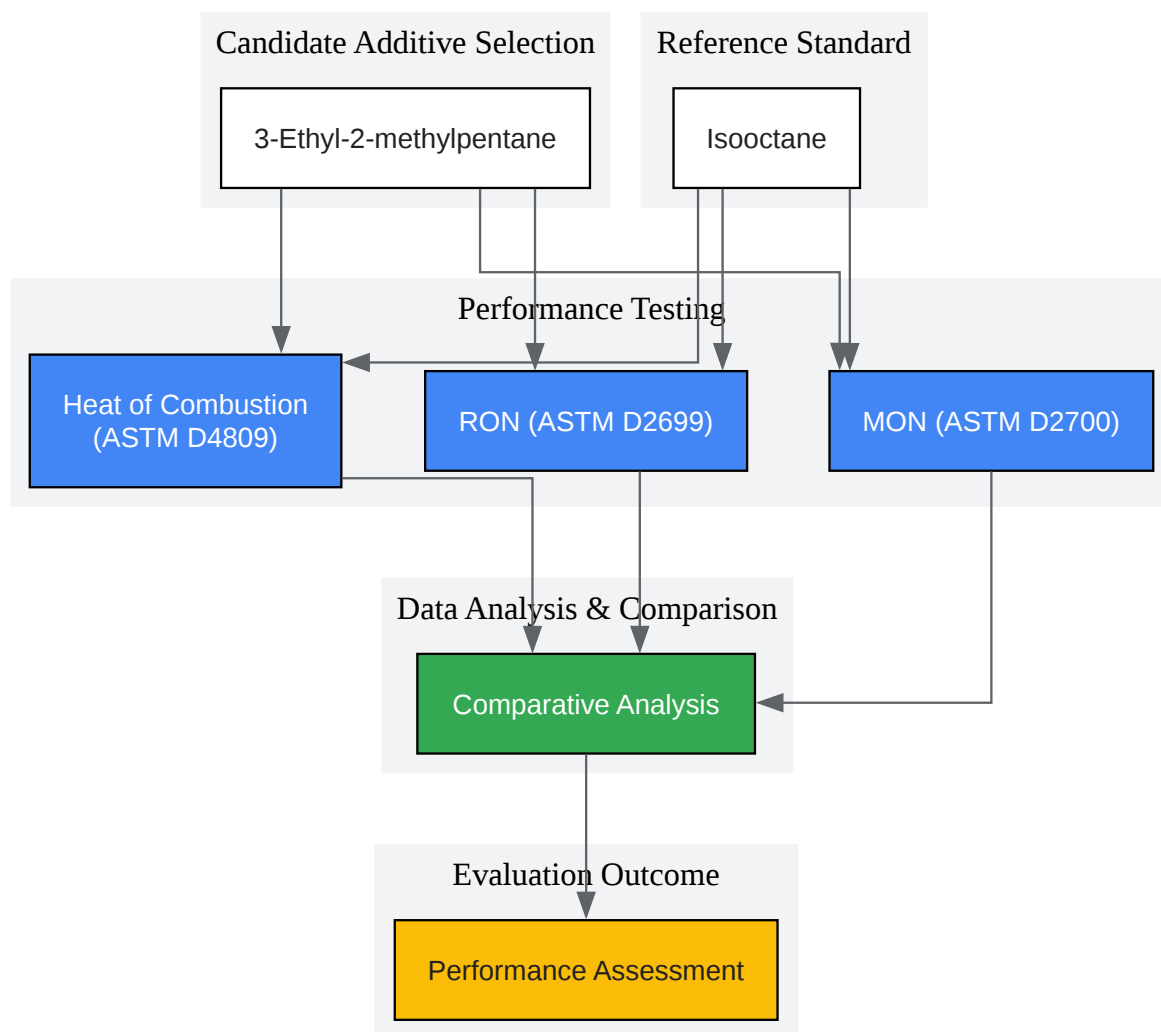 Candidate Additive Selection
Reference Standard
3-Ethyl-2-methylpentane
Isooctane
Performance Testing
Heat of Combustion
(ASTM D4809)
RON (ASTM D2699)
MON (ASTM D2700)
Data Analysis & Comparison
Comparative Analysis
Evaluation Outcome
Performance Assessment